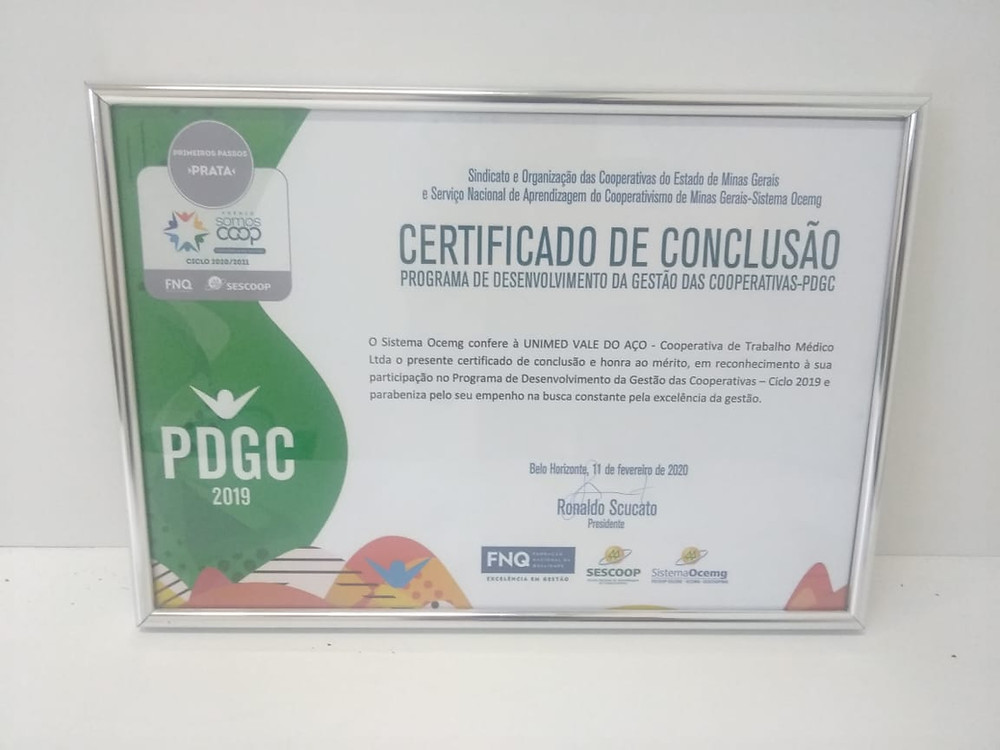 PRIMEIROS PASSOS
PRATA
somos
coop
CICLO 2020/2021
FNQ SESCOOP
Sindicato e Organização das Cooperativas do Estado de Minas Gerais
e Serviço Nacional de Aprendizagem do Cooperativismo de Minas Gerais-Sistema Ocemg
CERTIFICADO DE CONCLUSÃO
PROGRAMA DE DESENVOLVIMENTO DA GESTÃO DAS COOPERATIVAS-PDGC
O Sistema Ocemg confere à UNIMED VALE DO AÇO - Cooperativa de Trabalho Médico
Ltda o presente certificado de conclusão e honra ao mérito, em reconhecimento à sua
participação no Programa de Desenvolvimento da Gestão das Cooperativas – Ciclo 2019 e
parabeniza pelo seu empenho na busca constante pela excelência da gestão.
PDGC
2019
Belo Horizonte, 11 de fevereiro de 2020
Ronaldo Scucato
Presidente
FNQ FUNDAÇÃO
NACIONAL DA
QUALIDADE
EXCELÊNCIA EM GESTÃO
SESCOOP
SistemaOcemg